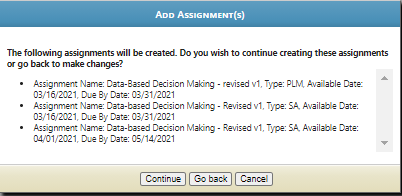 Add Assignment(s)
The following assignments will be created. Do you wish to continue creating these assignments
or go back to make changes?
• Assignment Name: Data-Based Decision Making - revised v1, Type: PLM, Available Date:
03/16/2021, Due By Date: 03/31/2021
• Assignment Name: Data-Based Decision Making - Revised v1, Type: SA, Available Date:
03/16/2021, Due By Date: 03/31/2021
• Assignment Name: Data-Based Decision Making - Revised v1, Type: SA, Available Date:
04/01/2021, Due By Date: 05/14/2021
Continue Go back Cancel